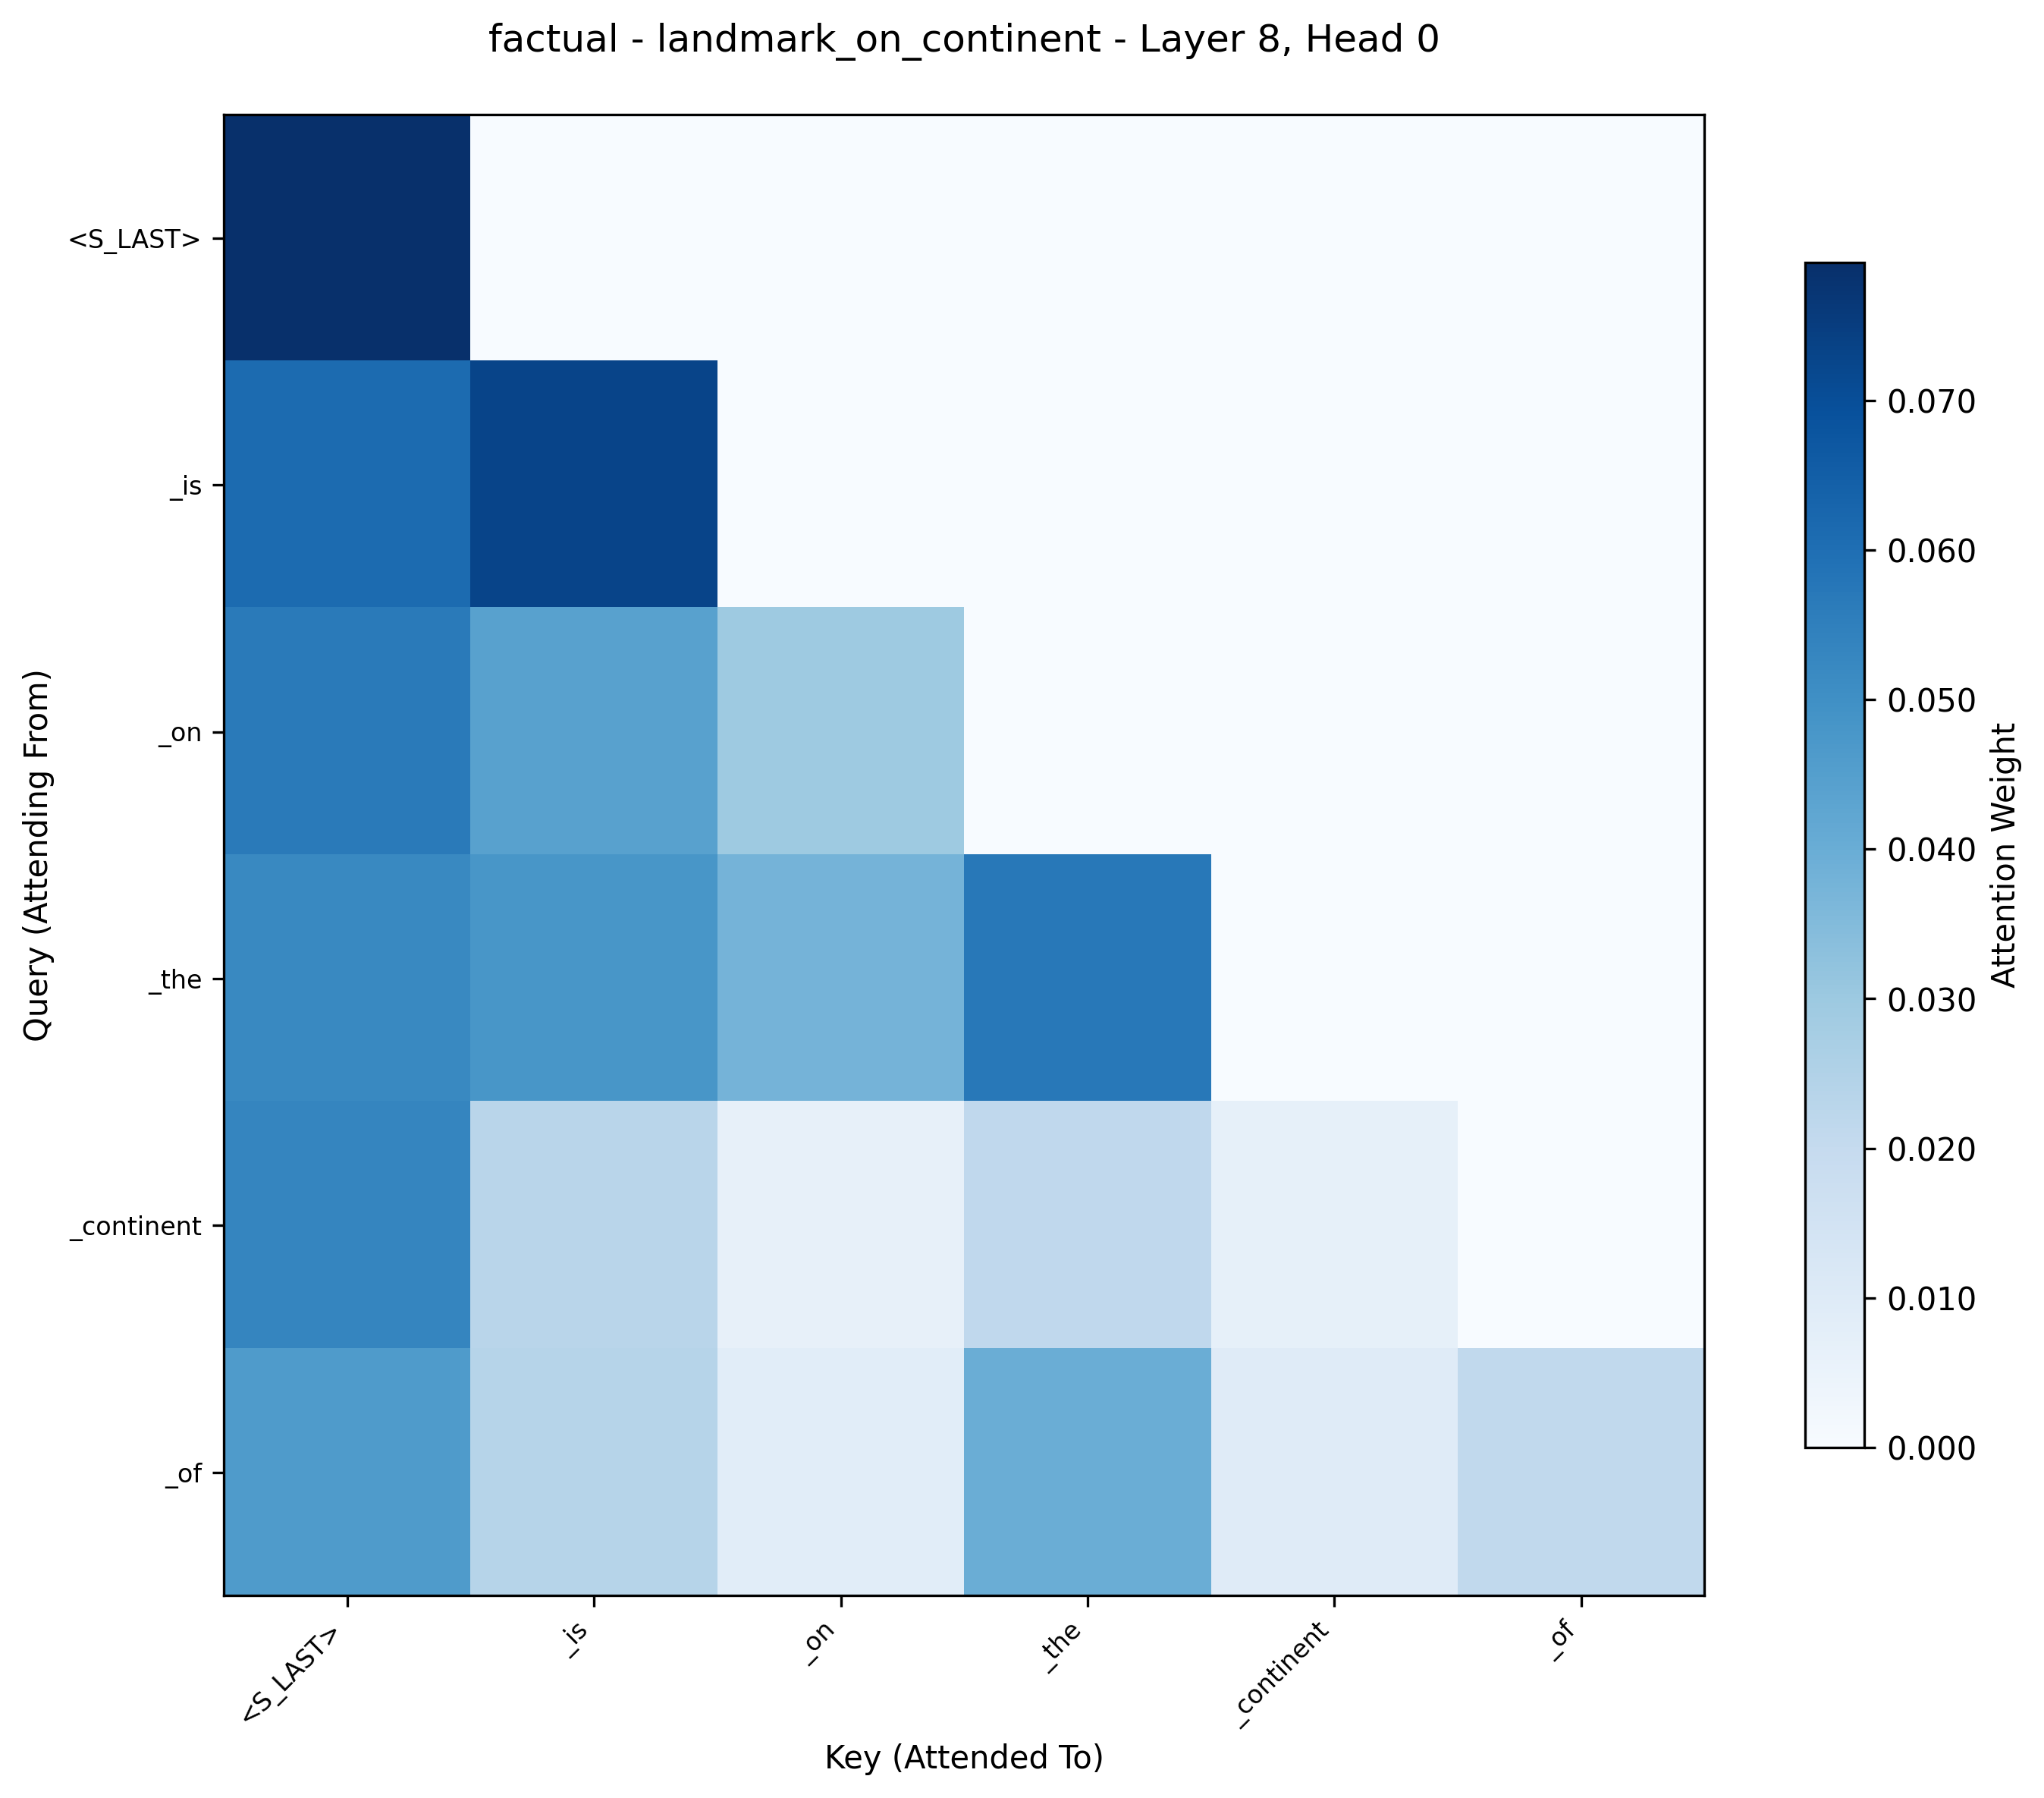 factual - landmark_on_continent - Layer 8, Head 0
<S_LAST>
_is
_on
_the
_continent
_of
Query (Attending From)
<S_LAST>
_is
_on
_the
_continent
_of
Key (Attended To)
0.070
0.060
0.050
0.040
0.030
0.020
0.010
0.000
Attention Weight